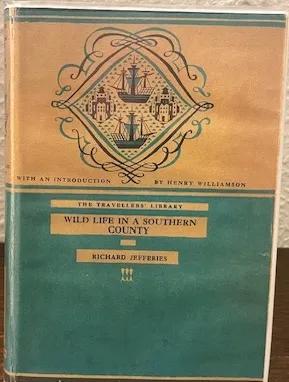 WITH AN INTRODUCTION BY HENRY WILLIAMSON
THE TRAVELLERS' LIBRARY
WILD LIFE IN A SOUTHERN
COUNTY
RICHARD JEFFERIES